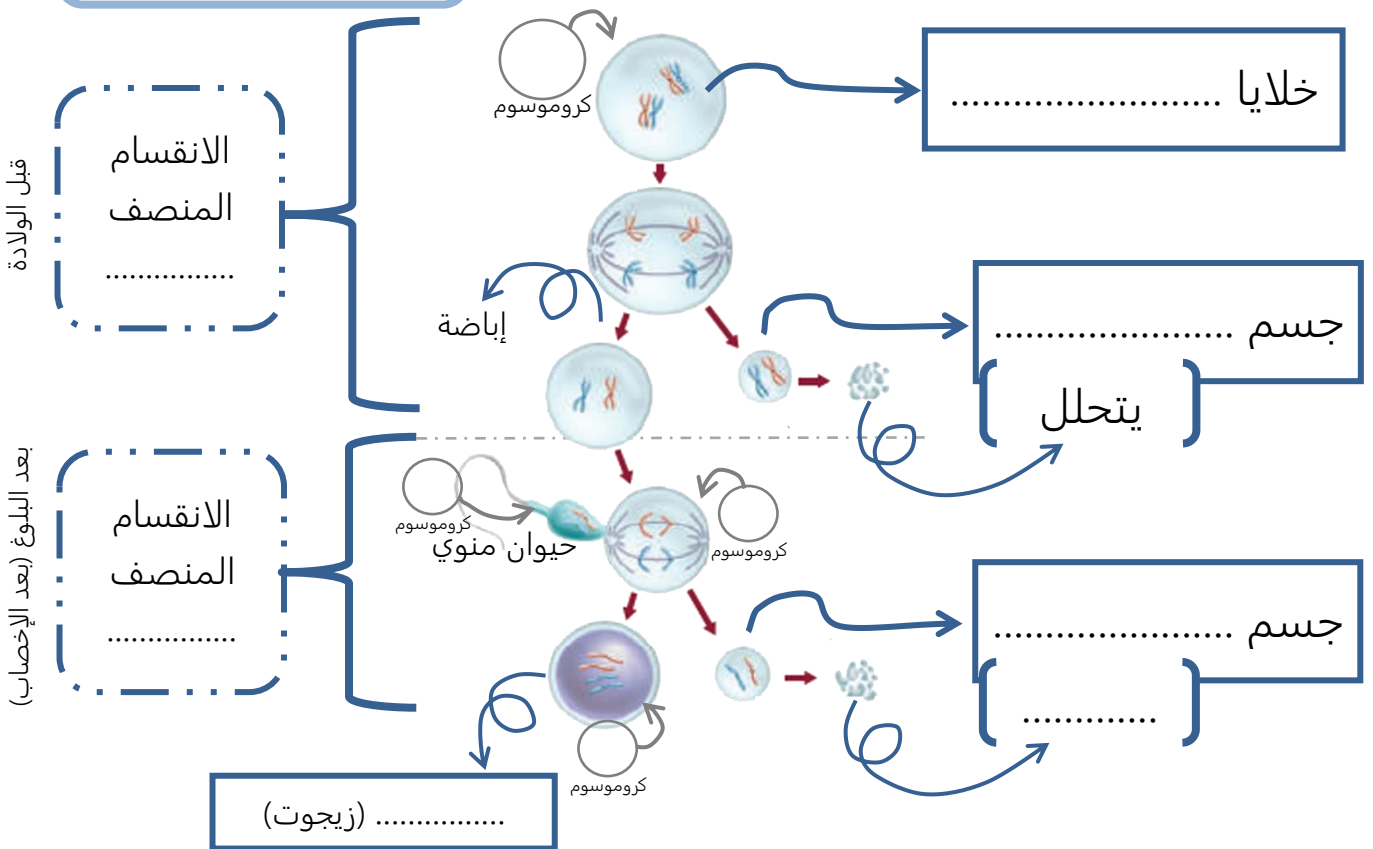 كروموسوم
خلايا ..........................
قبل الولادة
الانقسام
المنصف
................
إباضة
جسم .......................
يتحلل
بعد البلوغ (بعد الإخصاب)
الانقسام
المنصف
................
كروموسوم
حيوان منوي
كروموسوم
جسم .......................
.............
كروموسوم
................ (زيجوت)